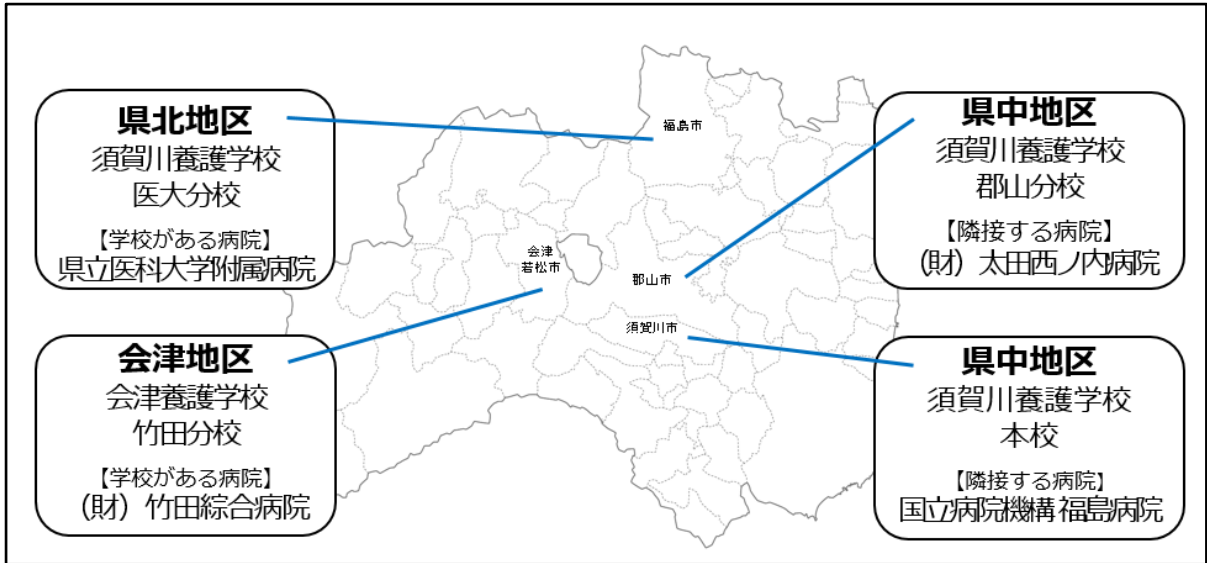 県北地区
須賀川養護学校
医大分校
【学校がある病院】
県立医科大学附属病院
会津地区
会津養護学校
竹田分校
【学校がある病院】
(財)竹田綜合病院
福島市
会津
若松市
郡山市
須賀川市
県中地区
須賀川養護学校
郡山分校
【隣接する病院】
(財)太田西ノ内病院
県中地区
須賀川養護学校
本校
【隣接する病院】
国立病院機構 福島病院